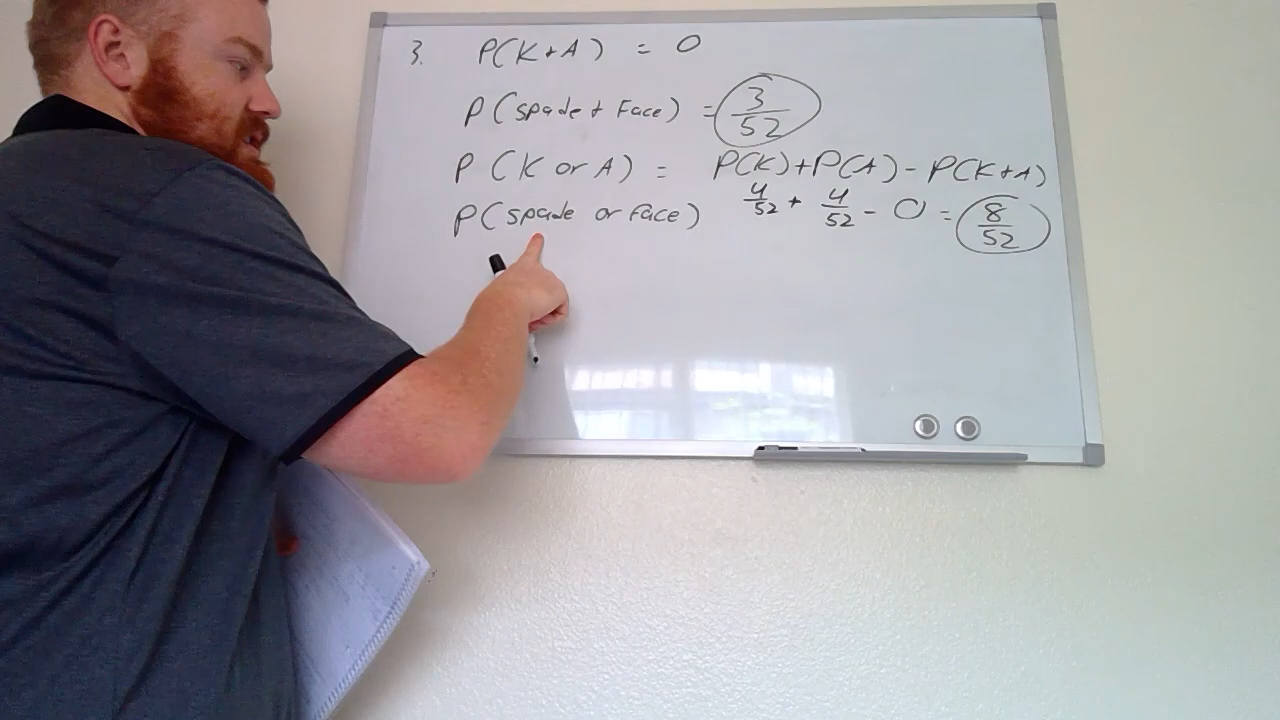 3. P(K+A) = 0
P(spade + Face) = 3/52
P(K or A) = P(K)+P(A) - P(K+A)
4/52 + 4/52 - 0 = 8/52
P(spade or face)